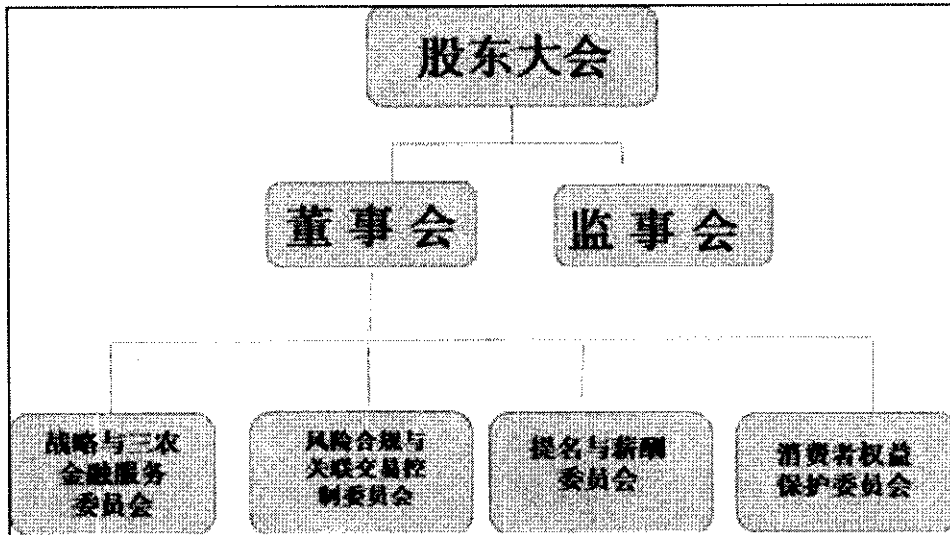 股东大会
董事会
监事会
战略与三农
金融服务
委员会
风险合规与
关联交易控
制委员会
提名与薪酬
委员会
消费者权益
保护委员会